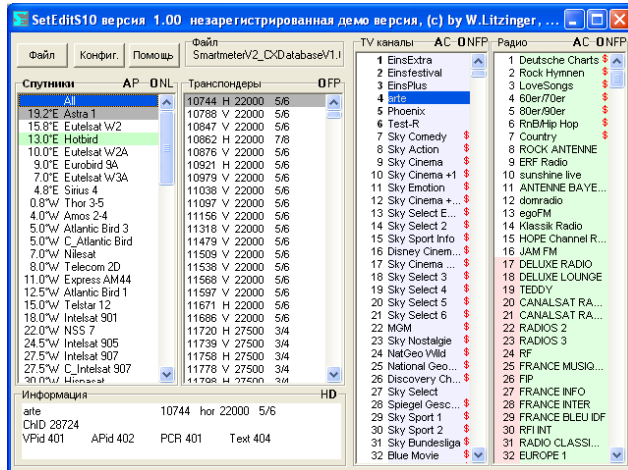 SetEditS10 версия 1.00 незарегистрированная демо версия, (c) by W.Litzinger , ...
Файл
Конфиг.
Помощь
Файл
SmartmeterV2_CXDatabaseV1.(
Спутники AP ONL
All
19.2°E Astra 1
15.8°E Eutelsat W2
13.0°E Hotbird
10.0°E Eutelsat W2A
9.0°E Eurobird 9A
7.0°E Eutelsat W3A
4.8°E Sirius 4
0.8°W Thor 3-5
4.0°W Amos 2-4
5.0°W Atlantic Bird 3
5.0°W C_Atlantic Bird
7.0°W Nilesat
8.0°W Telecom 2D
11.0°W Express AM44
12.5°W Atlantic Bird 1
15.0°W Telstar 12
18.0°W Intelsat 901
22.0°W NSS 7
24.5°W Intelsat 905
27.5°W Intelsat 907
27.5°W C_Intelsat 907
30.0°W Hispasat
Транспондеры OFP
10744 H 22000 5/6
10788 V 22000 5/6
10847 V 22000 5/6
10862 H 22000 7/8
10876 V 22000 5/6
10921 H 22000 5/6
10979 V 22000 5/6
11038 V 22000 5/6
11097 V 22000 5/6
11156 V 22000 5/6
11318 V 22000 5/6
11479 V 22000 5/6
11509 V 22000 5/6
11538 V 22000 5/6
11568 V 22000 5/6
11597 V 22000 5/6
11671 H 22000 5/6
11686 V 22000 5/6
11720 H 27500 3/4
11739 V 27500 3/4
11758 H 27500 3/4
11778 V 27500 3/4
11798 H 27500 3/4
TV каналы AC-ONFP
1 EinsExtra
2 Einsfestival
3 EinsPlus
4 arte
5 Phoenix
6 Test-R
7 Sky Comedy $
8 Sky Action $
9 Sky Cinema $
10 Sky Cinema +1 $
11 Sky Emotion $
12 Sky Cinema +... $
13 Sky Select E... $
14 Sky Select 2 $
15 Sky Sport Info $
16 Disney Cinem... $
17 Sky Cinema ... $
18 Sky Select 3 $
19 Sky Select 4 $
20 Sky Select 5 $
21 Sky Select 6 $
22 MGM $
23 Sky Nostalgie $
24 NatGeo Wild $
25 National Geo... $
26 Discovery Ch... $
27 Sky Select
28 Spiegel Gesc... $
29 Sky Sport 1 $
30 Sky Sport 2 $
31 Sky Bundesliga $
32 Blue Movie $
Радио AC-ONFP
1 Deutsche Charts $
2 Rock Hymnen $
3 LoveSongs $
4 60er/70er $
5 80er/90er $
6 RnB/Hip Hop $
7 Country $
8 ROCK ANTENNE
9 ERF Radio
10 sunshine live
11 ANTENNE BAYE...
12 domradio
13 egoFM
14 Klassik Radio
15 HOPE Channel R...
16 JAM FM
17 DELUXE RADIO
18 DELUXE LOUNGE
19 TEDDY
20 CANALSAT RA...
21 CANALSAT RA...
22 RADIOS 2
23 RADIOS 3
24 RF
25 FRANCE MUSIQ...
26 FIP
27 FRANCE INFO
28 FRANCE INTER
29 FRANCE BLEU IDF
30 RFI INT
31 RADIO CLASSI...
32 EUROPE 1
Информация HD-
arte 10744 hor 22000 5/6
ChID 28724
VPid 401 APid 402 PCR 401 Text 404